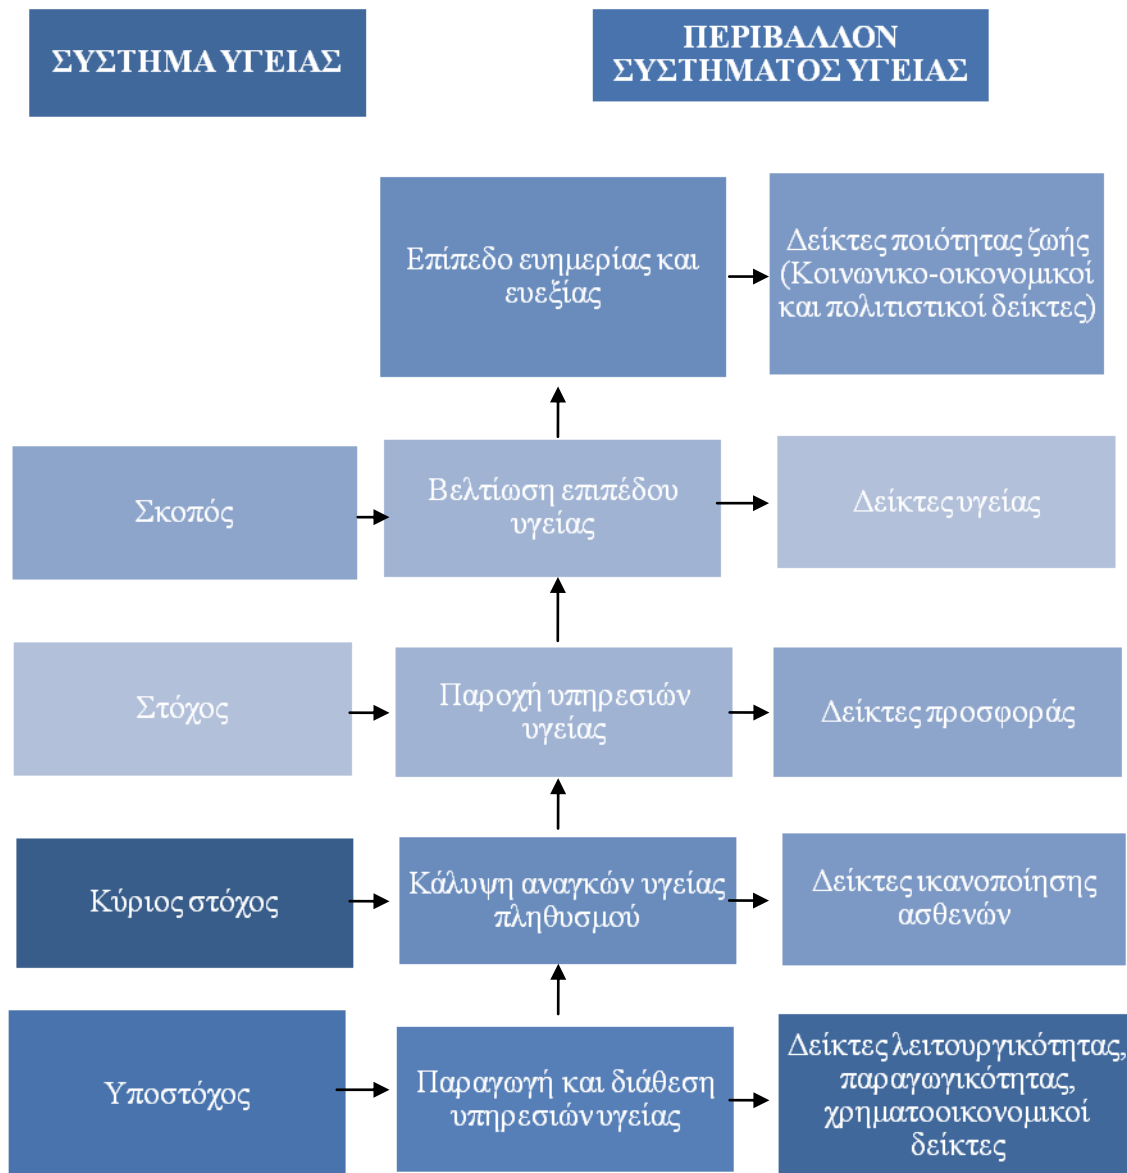 ΣΥΣΤΗΜΑ ΥΓΕΙΑΣ
ΠΕΡΙΒΑΛΛΟΝ
ΣΥΣΤΗΜΑΤΟΣ ΥΓΕΙΑΣ
Επίπεδο ευημερίας και
ευεξίας
Δείκτες ποιότητας ζωής
(Κοινωνικο-οικονομικοί
και πολιτιστικοί δείκτες)
Σκοπός
Βελτίωση επιπέδου
υγείας
Δείκτες υγείας
Στόχος
Παροχή υπηρεσιών
υγείας
Δείκτες προσφοράς
Κύριος στόχος
Κάλυψη αναγκών υγείας
πληθυσμού
Δείκτες ικανοποίησης
ασθενών
Υποστόχος
Παραγωγή και διάθεση
υπηρεσιών υγείας
Δείκτες λειτουργικότητας,
παραγωγικότητας,
χρηματοοικονομικοί
δείκτες